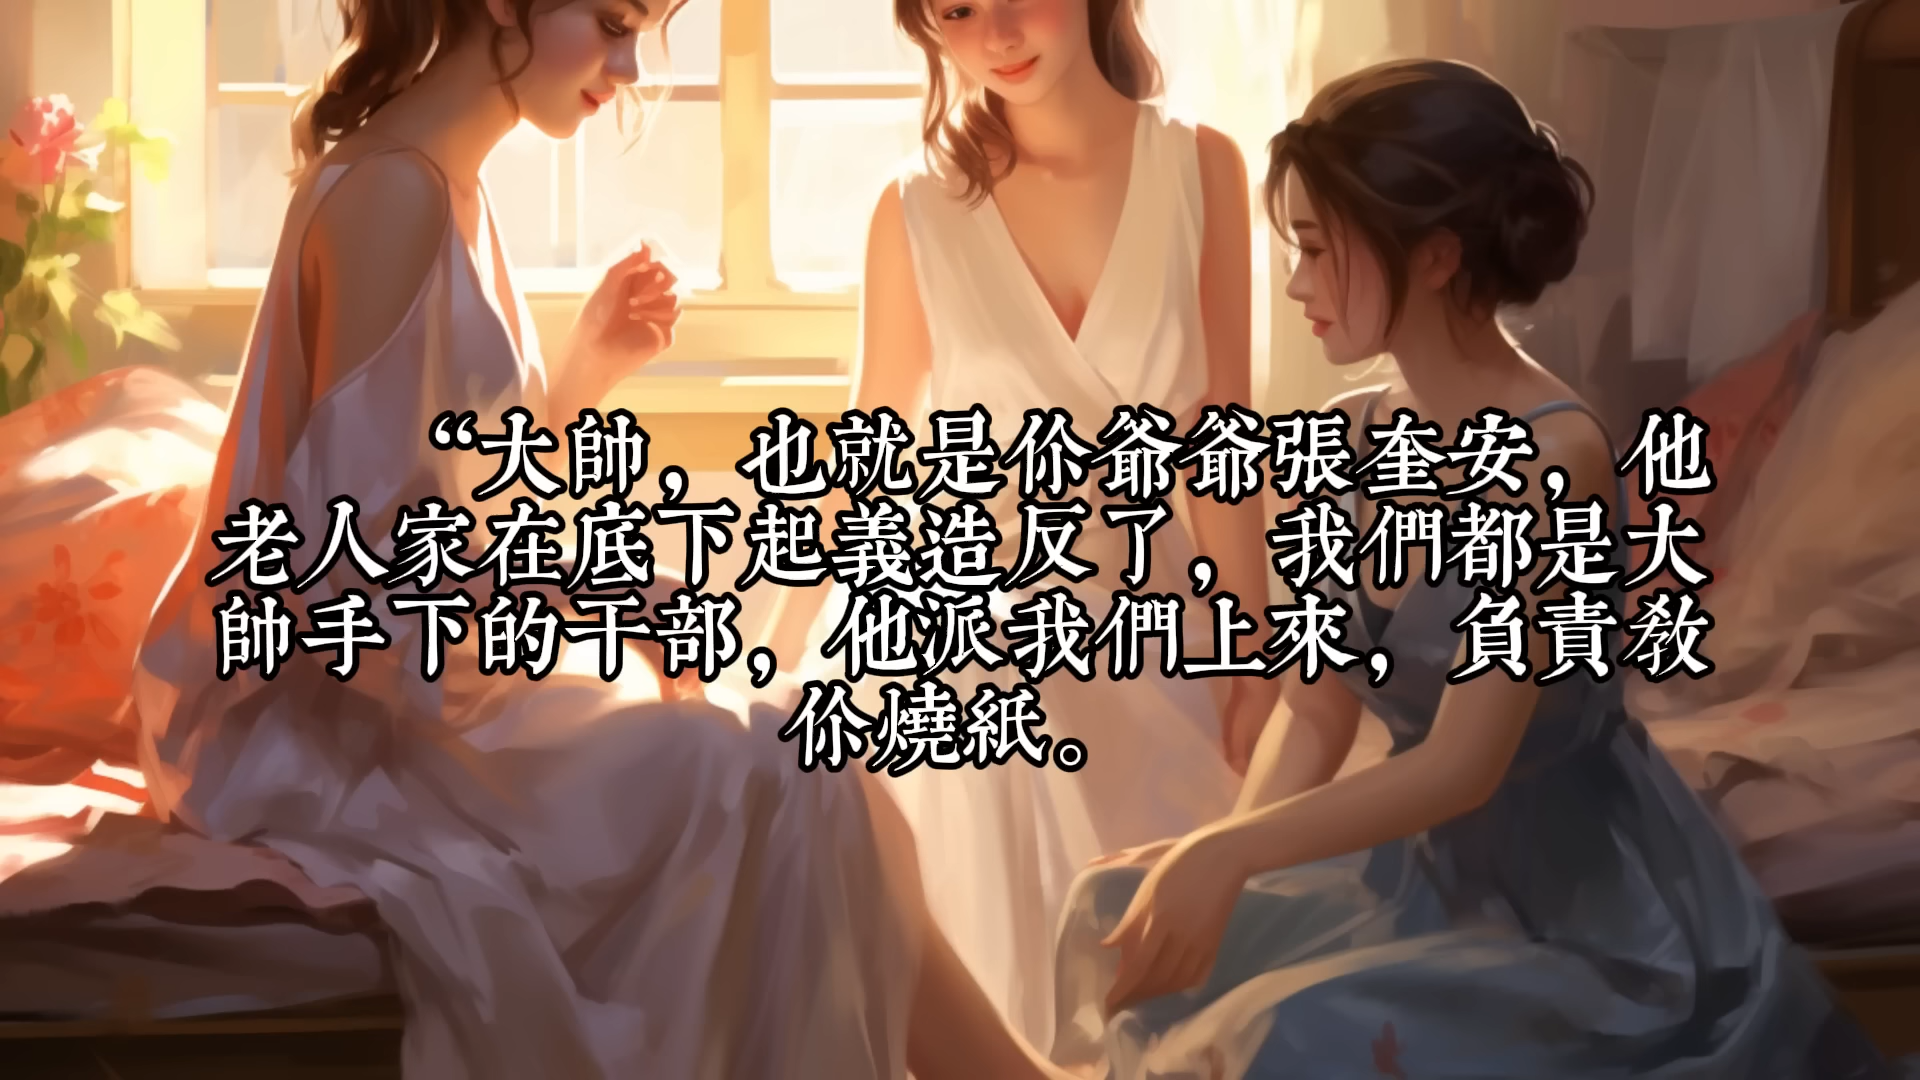 “大帥，也就是你爺爺張奎安，他
老人家在底下起義造反了，我們都是大
帥手下的干部，他派我們上來，負責教
你燒紙。